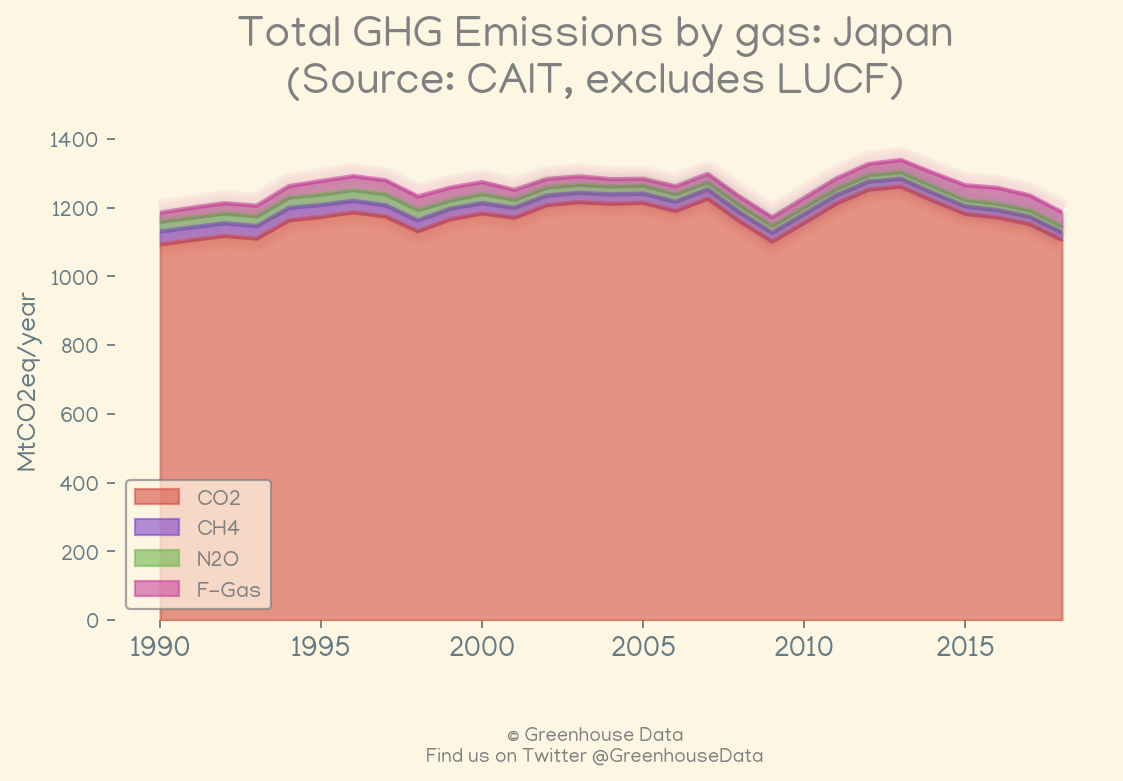 Total GHG Emissions by gas: Japan
(Source: CAIT, excludes LUCF)
MtCO2eq/year
1400
1200
1000
800
600
400
200
0
CO2
CH4
N2O
F-Gas
1990 1995 2000 2005 2010 2015
© Greenhouse Data
Find us on Twitter @GreenhouseData